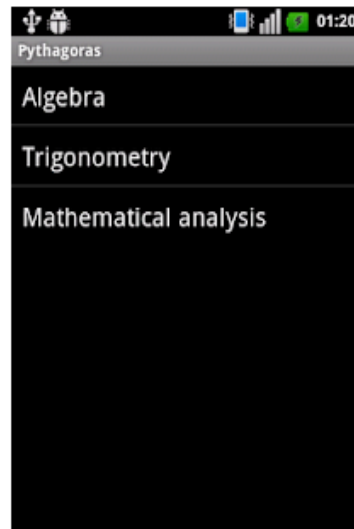 01:20
Pythagoras
Algebra
Trigonometry
Mathematical analysis